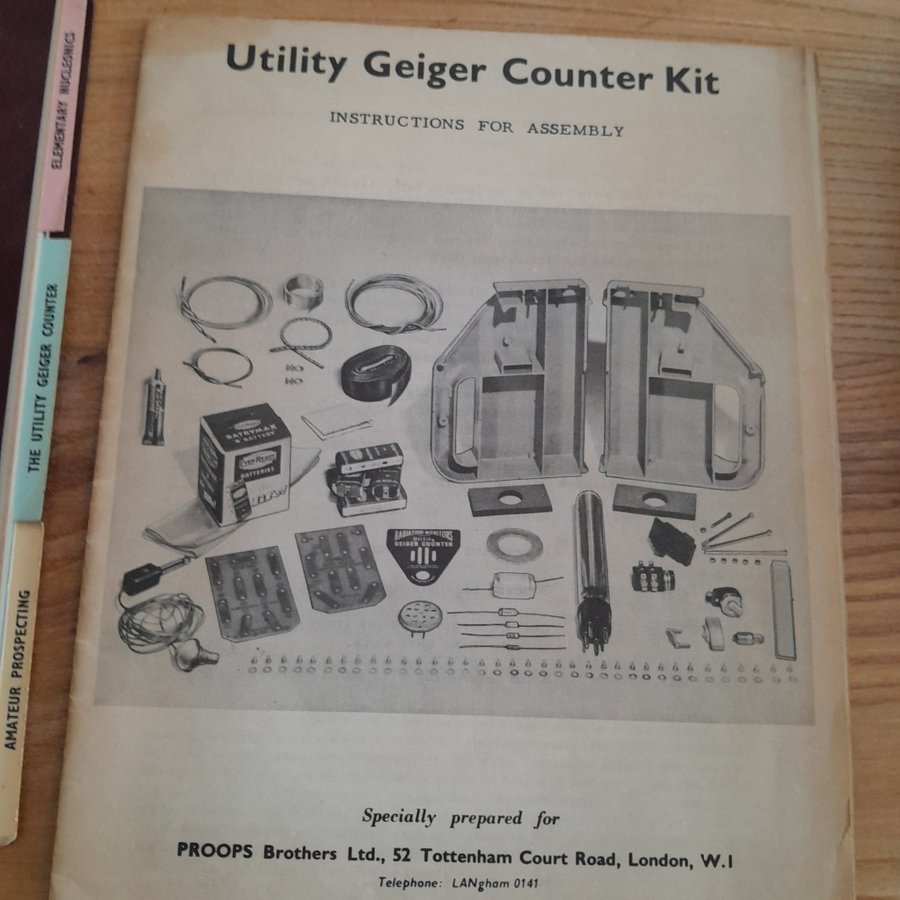 ELEMENTARY NUCLEONICS
THE UTILITY GEIGER COUNTER
AMATEUR PROSPECTING
Utility Geiger Counter Kit
INSTRUCTIONS FOR ASSEMBLY
BATRYMAX
B' BATTERY
EVER READY
BATTERIES
RADIATION MONITORS
UTILITY
GEIGER COUNTER
Specially prepared for
PROOPS Brothers Ltd., 52 Tottenham Court Road, London, W.1
Telephone: LANgham 0141